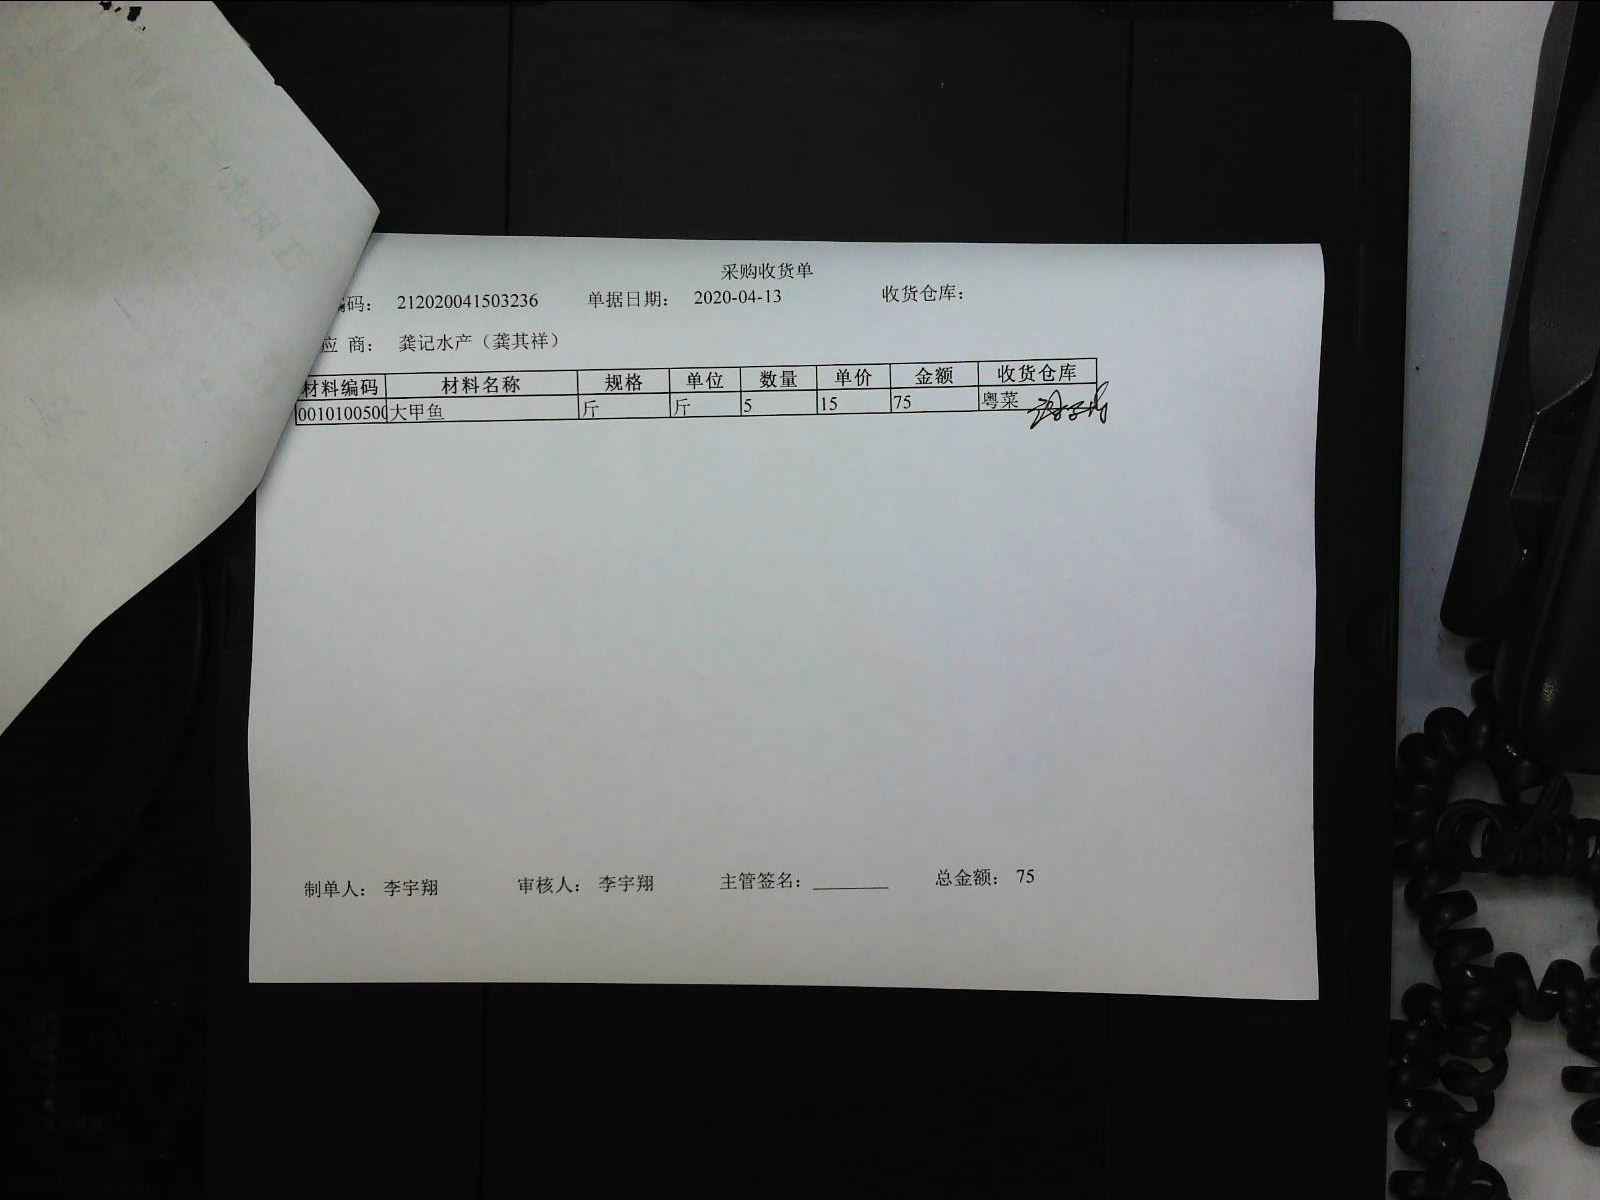 采购收货单
编码： 212020041503236 单据日期： 2020-04-13 收货仓库：
应 商： 龚记水产（龚其祥）
材料编码 材料名称 规格 单位 数量 单价 金额 收货仓库
0010100500 大甲鱼 斤 斤 5 15 75 粤菜
制单人： 李宇翔 审核人： 李宇翔 主管签名：________ 总金额： 75